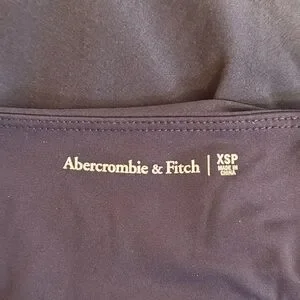 Abercrombie & Fitch | XSP
MADE IN
CHINA